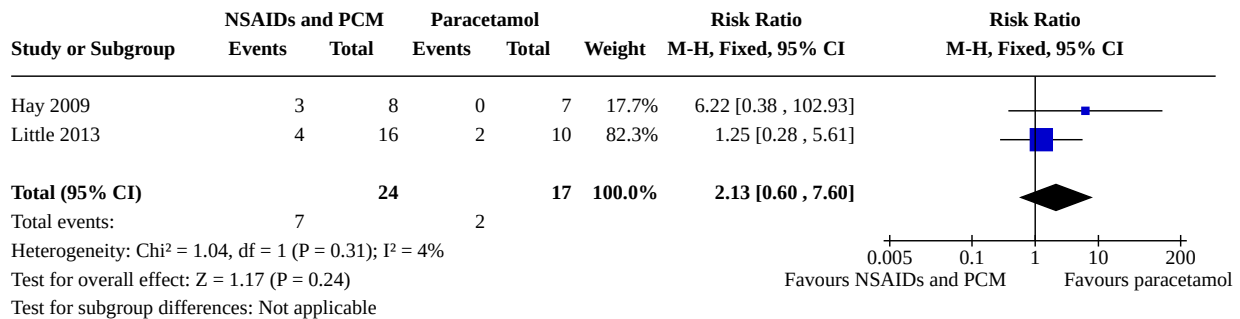 NSAIDs and PCM Paracetamol Risk Ratio Risk Ratio
Study or Subgroup Events Total Events Total Weight M-H, Fixed, 95% CI M-H, Fixed, 95% CI
Hay 2009 3 8 0 7 17.7% 6.22 [0.38 , 102.93]
Little 2013 4 16 2 10 82.3% 1.25 [0.28 , 5.61]
Total (95% CI) 24 17 100.0% 2.13 [0.60 , 7.60]
Total events: 7 2
Heterogeneity: Chi² = 1.04, df = 1 (P = 0.31); I² = 4%
0.005 0.1 1 10 200
Test for overall effect: Z = 1.17 (P = 0.24)
Favours NSAIDs and PCM Favours paracetamol
Test for subgroup differences: Not applicable